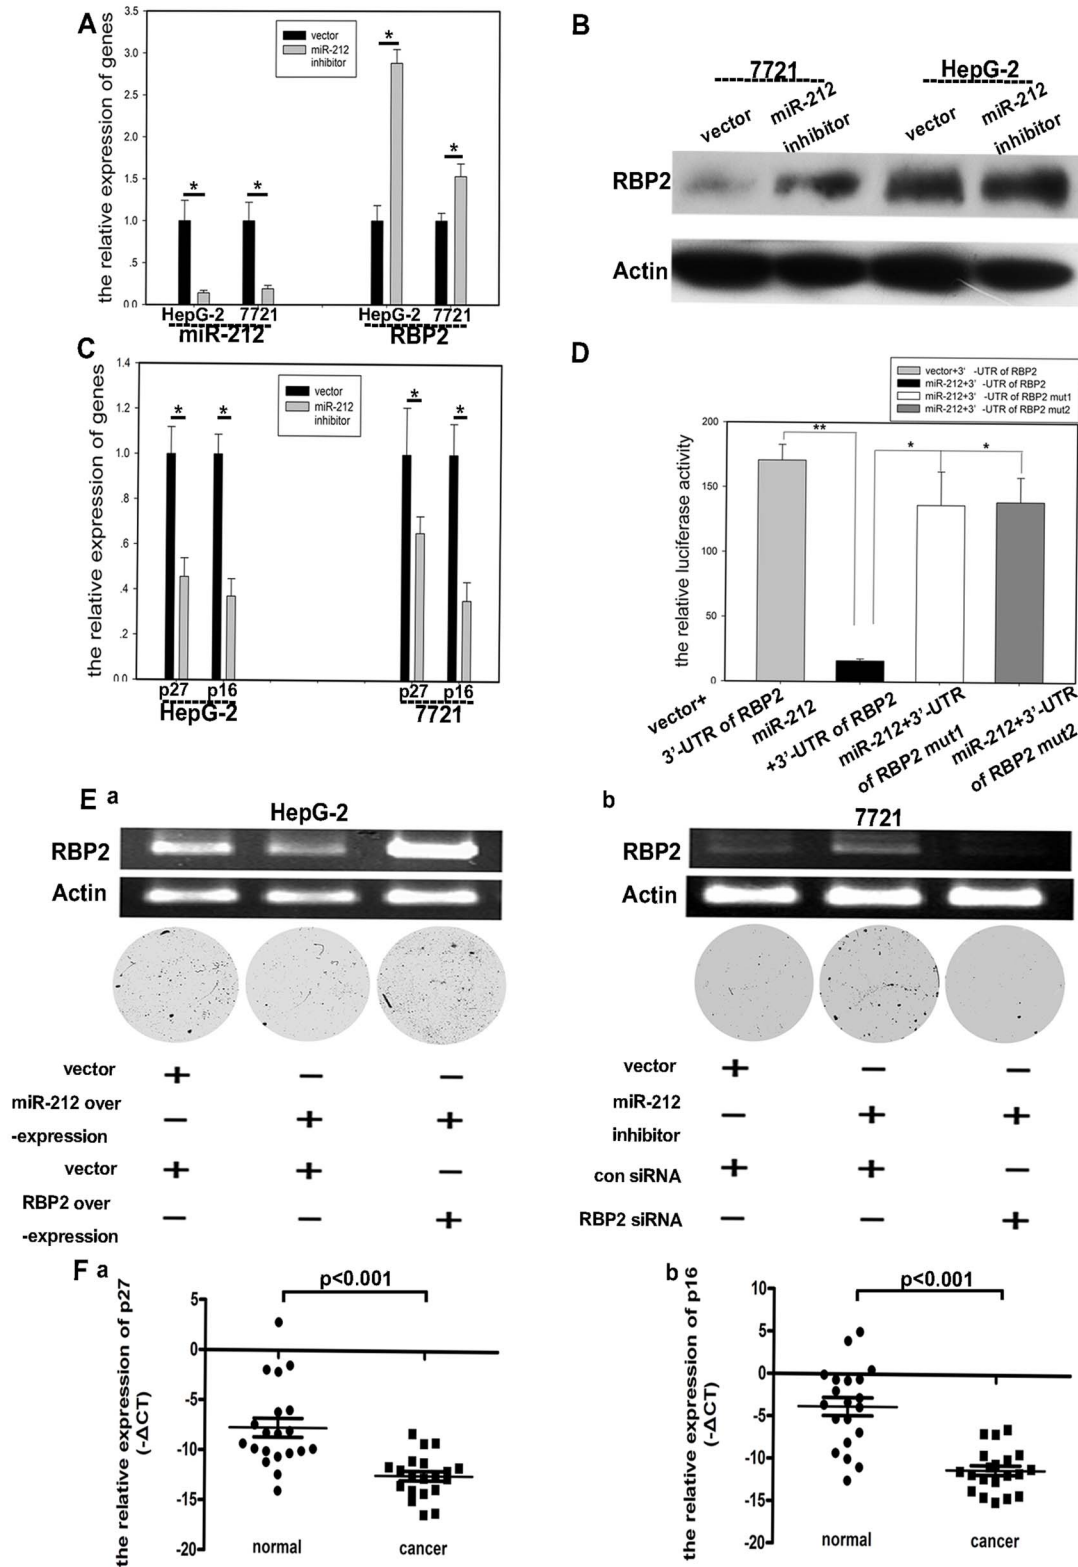 A
the relative expression of genes
3.5
3.0
2.5
2.0
1.5
1.0
.5
0.0
vector
miR-212
inhibitor
*
*
*
*
HepG-2 7721
HepG-2 7721
miR-212
RBP2
B
7721
HepG-2
vector
miR-212
inhibitor
vector
miR-212
inhibitor
RBP2
Actin
C
the relative expression of genes
1.4
1.2
1.0
.8
.6
.4
.2
0.0
vector
miR-212
inhibitor
*
*
*
*
p27 p16
p27 p16
HepG-2
7721
D
vector+3' -UTR of RBP2
miR-212+3' -UTR of RBP2
miR-212+3' -UTR of RBP2 mut1
miR-212+3' -UTR of RBP2 mut2
the relative luciferase activity
200
150
100
50
0
**
*
*
vector+
3'-UTR of RBP2
miR-212
+3'-UTR of RBP2
miR-212+3'-UTR
of RBP2 mut1
miR-212+3'-UTR
of RBP2 mut2
E a
HepG-2
RBP2
Actin
vector + — —
miR-212 over
-expression — + +
vector + + —
RBP2 over
-expression — — +
b
7721
RBP2
Actin
vector + — —
miR-212
inhibitor — + +
con siRNA + + —
RBP2 siRNA — — +
F a
the relative expression of p27
(-ΔCT)
5
0
-5
-10
-15
-20
p<0.001
normal
cancer
b
the relative expression of p16
(-ΔCT)
10
5
0
-5
-10
-15
-20
p<0.001
normal
cancer